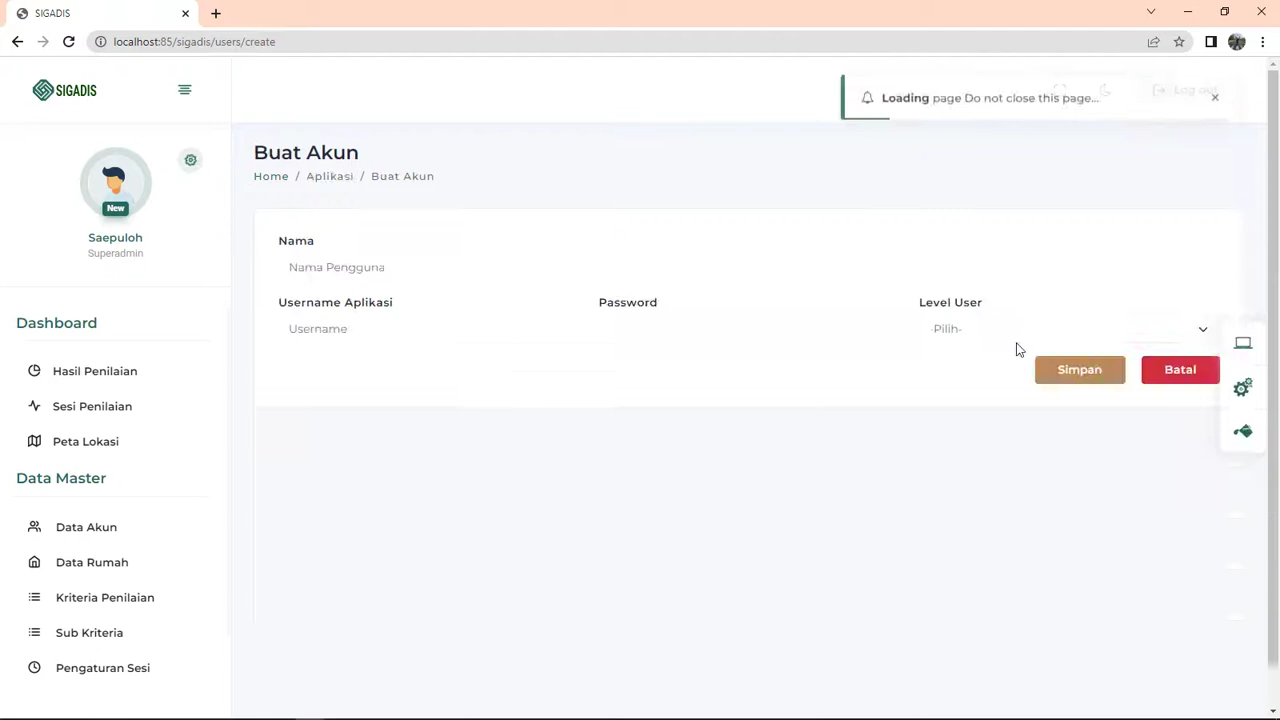 SIGADIS
localhost:85/sigadis/users/create
SIGADIS
Loading page Do not close this page...
Log out
Buat Akun
Home / Aplikasi / Buat Akun
New
Saepuloh
Superadmin
Nama
Nama Pengguna
Username Aplikasi
Password
Level User
Username
-Pilih-
Simpan
Batal
Dashboard
Hasil Penilaian
Sesi Penilaian
Peta Lokasi
Data Master
Data Akun
Data Rumah
Kriteria Penilaian
Sub Kriteria
Pengaturan Sesi